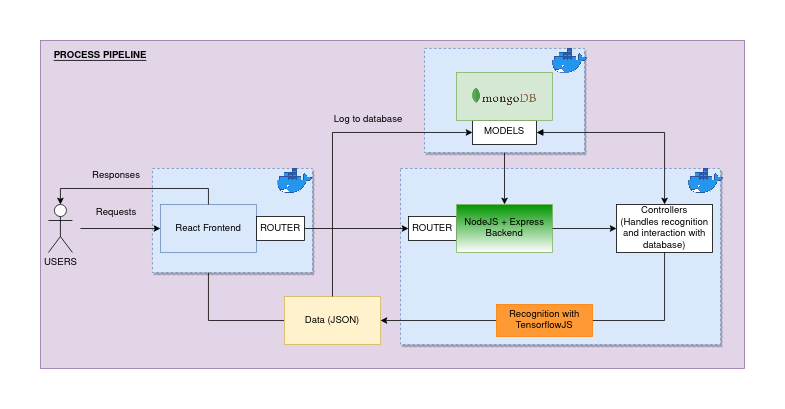 PROCESS PIPELINE
mongoDB
MODELS
Log to database
Responses
Requests
USERS
React Frontend
ROUTER
ROUTER
NodeJS + Express
Backend
Controllers
(Handles recognition
and interaction with
database)
Data (JSON)
Recognition with
TensorflowJS